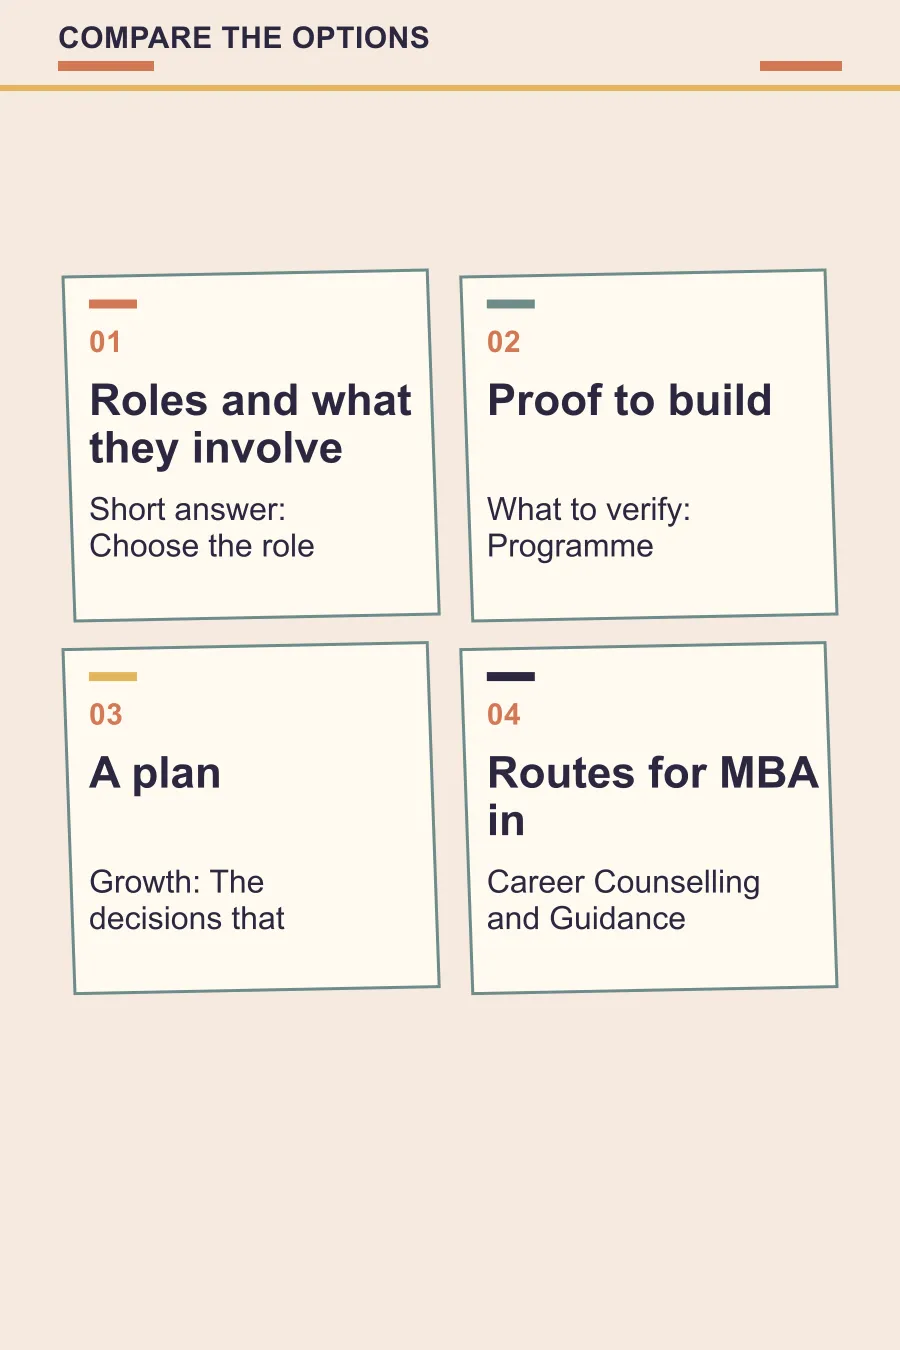 COMPARE THE OPTIONS
01
Roles and what
they involve
Short answer:
Choose the role
02
Proof to build
What to verify:
Programme
03
A plan
Growth: The
decisions that
04
Routes for MBA
in
Career Counselling
and Guidance